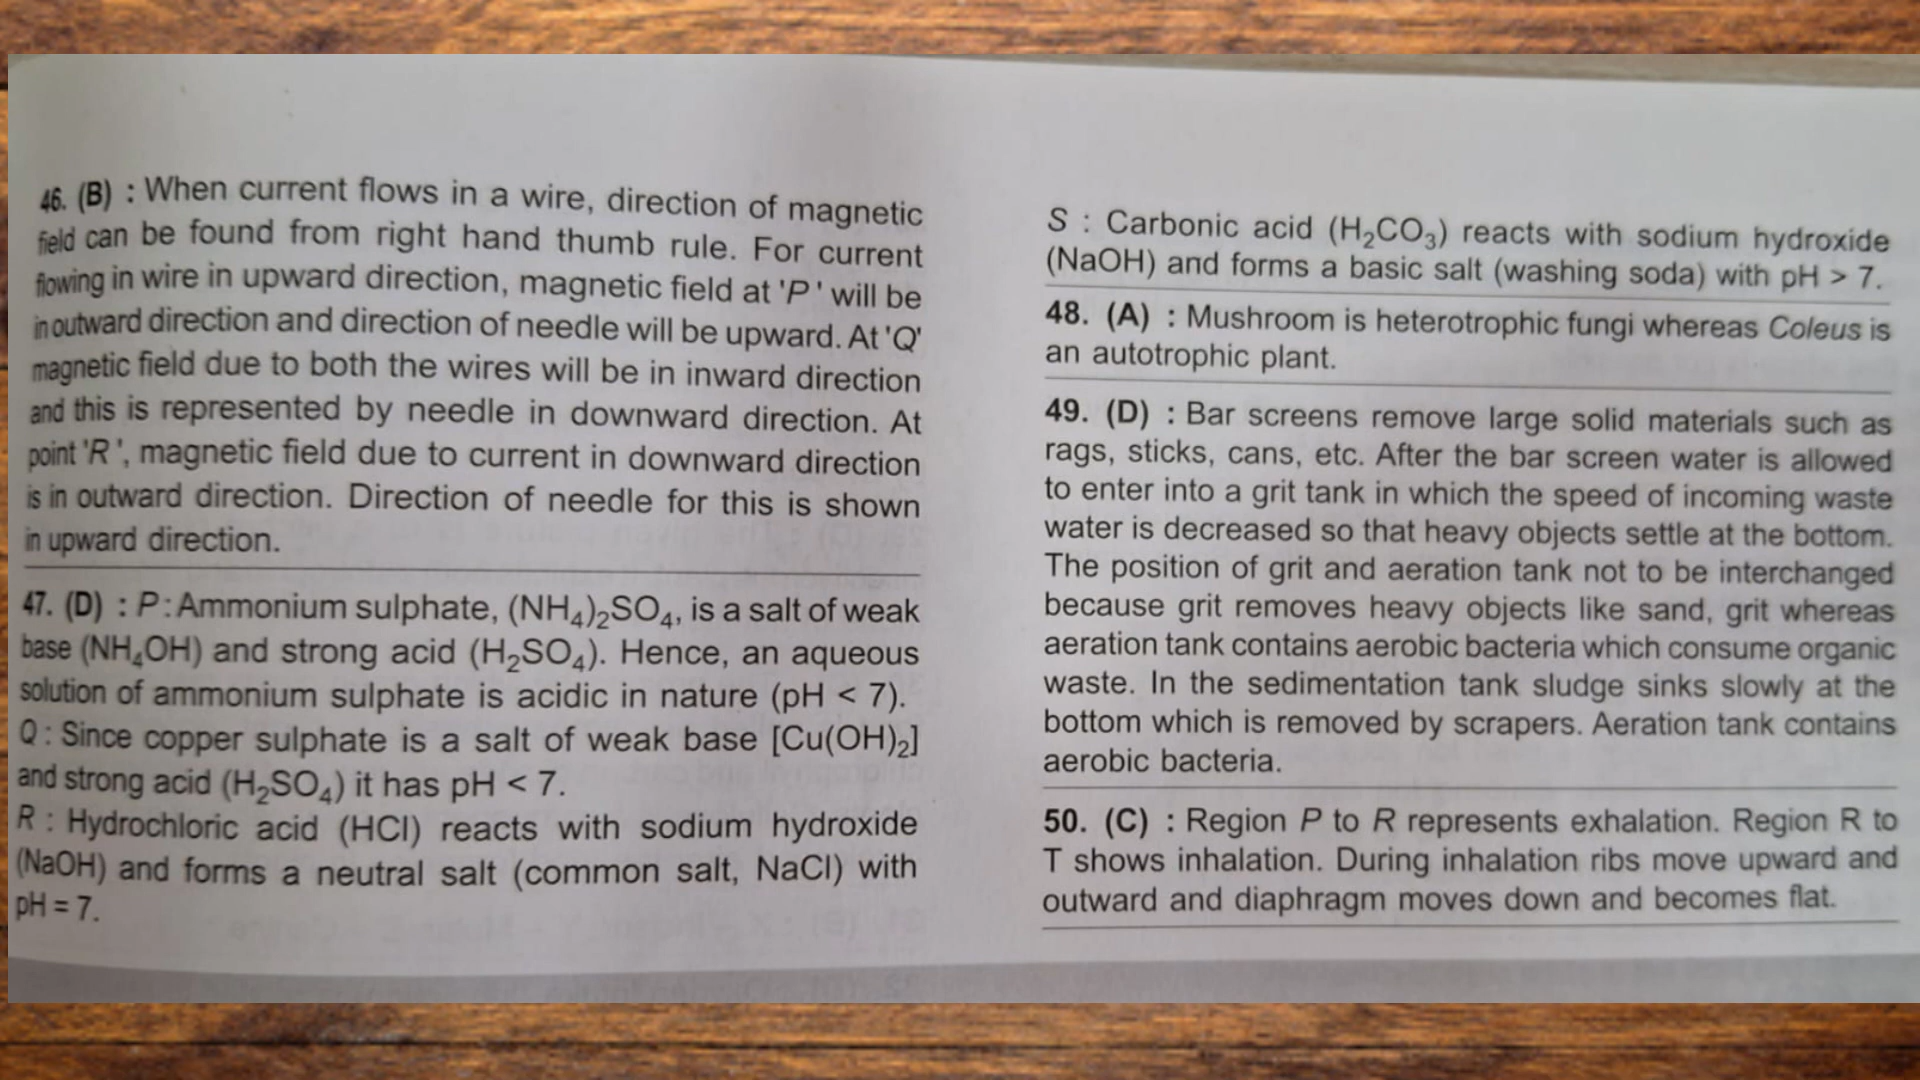 46. (B) : When current flows in a wire, direction of magnetic
field can be found from right hand thumb rule. For current
flowing in wire in upward direction, magnetic field at 'P' will be
in outward direction and direction of needle will be upward. At 'Q'
magnetic field due to both the wires will be in inward direction
and this is represented by needle in downward direction. At
point 'R', magnetic field due to current in downward direction
is in outward direction. Direction of needle for this is shown
in upward direction.
47. (D) : P : Ammonium sulphate, (NH₄)₂SO₄, is a salt of weak
base (NH₄OH) and strong acid (H₂SO₄). Hence, an aqueous
solution of ammonium sulphate is acidic in nature (pH < 7).
Q : Since copper sulphate is a salt of weak base [Cu(OH)₂]
and strong acid (H₂SO₄) it has pH < 7.
R : Hydrochloric acid (HCl) reacts with sodium hydroxide
(NaOH) and forms a neutral salt (common salt, NaCl) with
pH = 7.
S : Carbonic acid (H₂CO₃) reacts with sodium hydroxide
(NaOH) and forms a basic salt (washing soda) with pH > 7.
48. (A) : Mushroom is heterotrophic fungi whereas Coleus is
an autotrophic plant.
49. (D) : Bar screens remove large solid materials such as
rags, sticks, cans, etc. After the bar screen water is allowed
to enter into a grit tank in which the speed of incoming waste
water is decreased so that heavy objects settle at the bottom.
The position of grit and aeration tank not to be interchanged
because grit removes heavy objects like sand, grit whereas
aeration tank contains aerobic bacteria which consume organic
waste. In the sedimentation tank sludge sinks slowly at the
bottom which is removed by scrapers. Aeration tank contains
aerobic bacteria.
50. (C) : Region P to R represents exhalation. Region R to
T shows inhalation. During inhalation ribs move upward and
outward and diaphragm moves down and becomes flat.